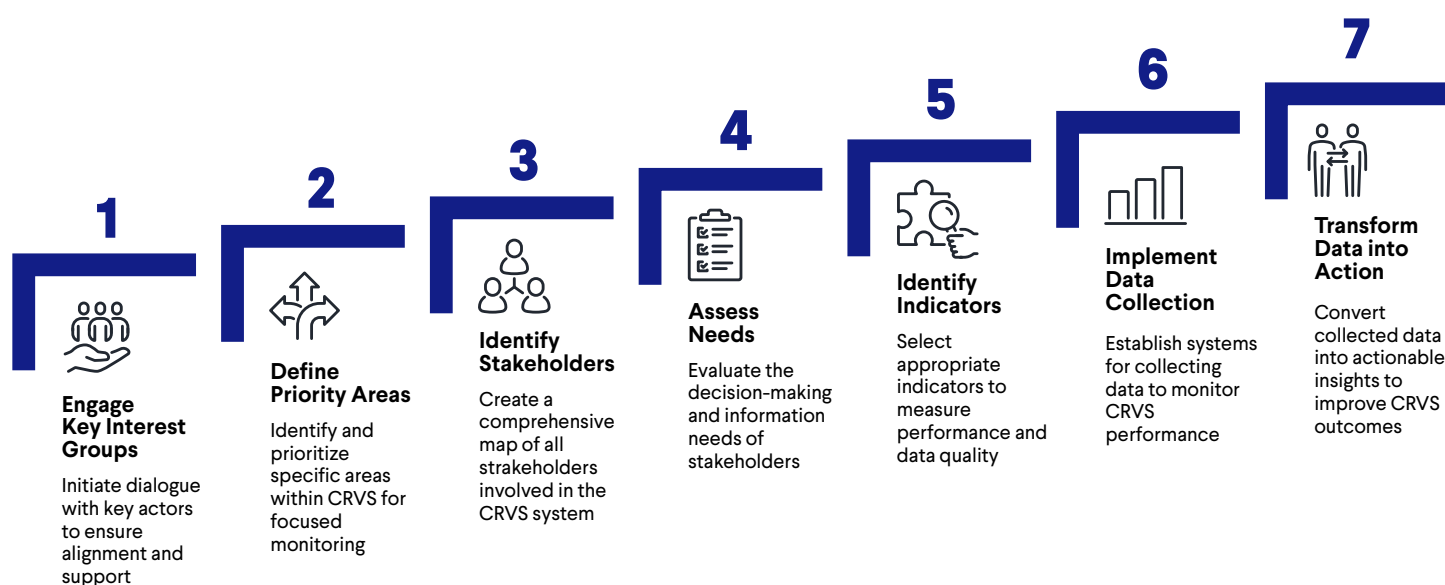 1
Engage
Key Interest
Groups
Initiate dialogue
with key actors
to ensure
alignment and
support
2
Define
Priority Areas
Identify and
prioritize
specific areas
within CRVS for
focused
monitoring
3
Identify
Stakeholders
Create a
comprehensive
map of all
strakeholders
involved in the
CRVS system
4
Assess
Needs
Evaluate the
decision-making
and information
needs of
stakeholders
5
Identify
Indicators
Select
appropriate
indicators to
measure
performance and
data quality
6
Implement
Data
Collection
Establish systems
for collecting
data to monitor
CRVS
performance
7
Transform
Data into
Action
Convert
collected data
into actionable
insights to
improve CRVS
outcomes